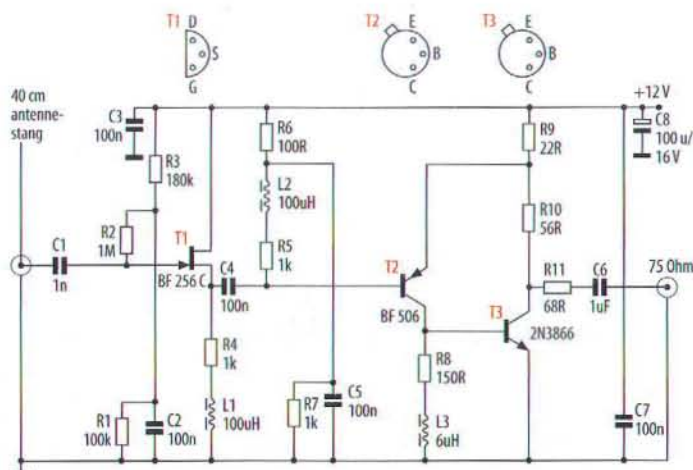 T1
D
S
G
T2
E
B
C
T3
E
B
C
40 cm
antenne-
stang
C3
100n
R3
180k
R6
100R
L2
100uH
R9
22R
+12 V
C8
100 u/
16 V
R2
1M
R5
1k
R10
56R
C1
1n
T1
BF 256 C
C4
100n
T2
BF 506
R11
68R
C6
1uF
75 Ohm
T3
2N3866
R4
1k
R8
150R
L1
100uH
R7
1k
C5
100n
L3
6uH
R1
100k
C2
100n
C7
100n